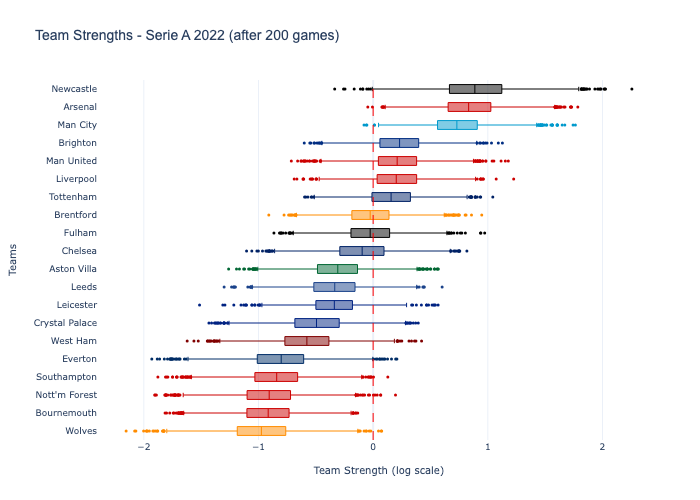 Team Strengths - Serie A 2022 (after 200 games)
Newcastle
Arsenal
Man City
Brighton
Man United
Liverpool
Tottenham
Brentford
Fulham
Chelsea
Aston Villa
Leeds
Leicester
Crystal Palace
West Ham
Everton
Southampton
Nott'm Forest
Bournemouth
Wolves
Teams
−2 −1 0 1 2
Team Strength (log scale)